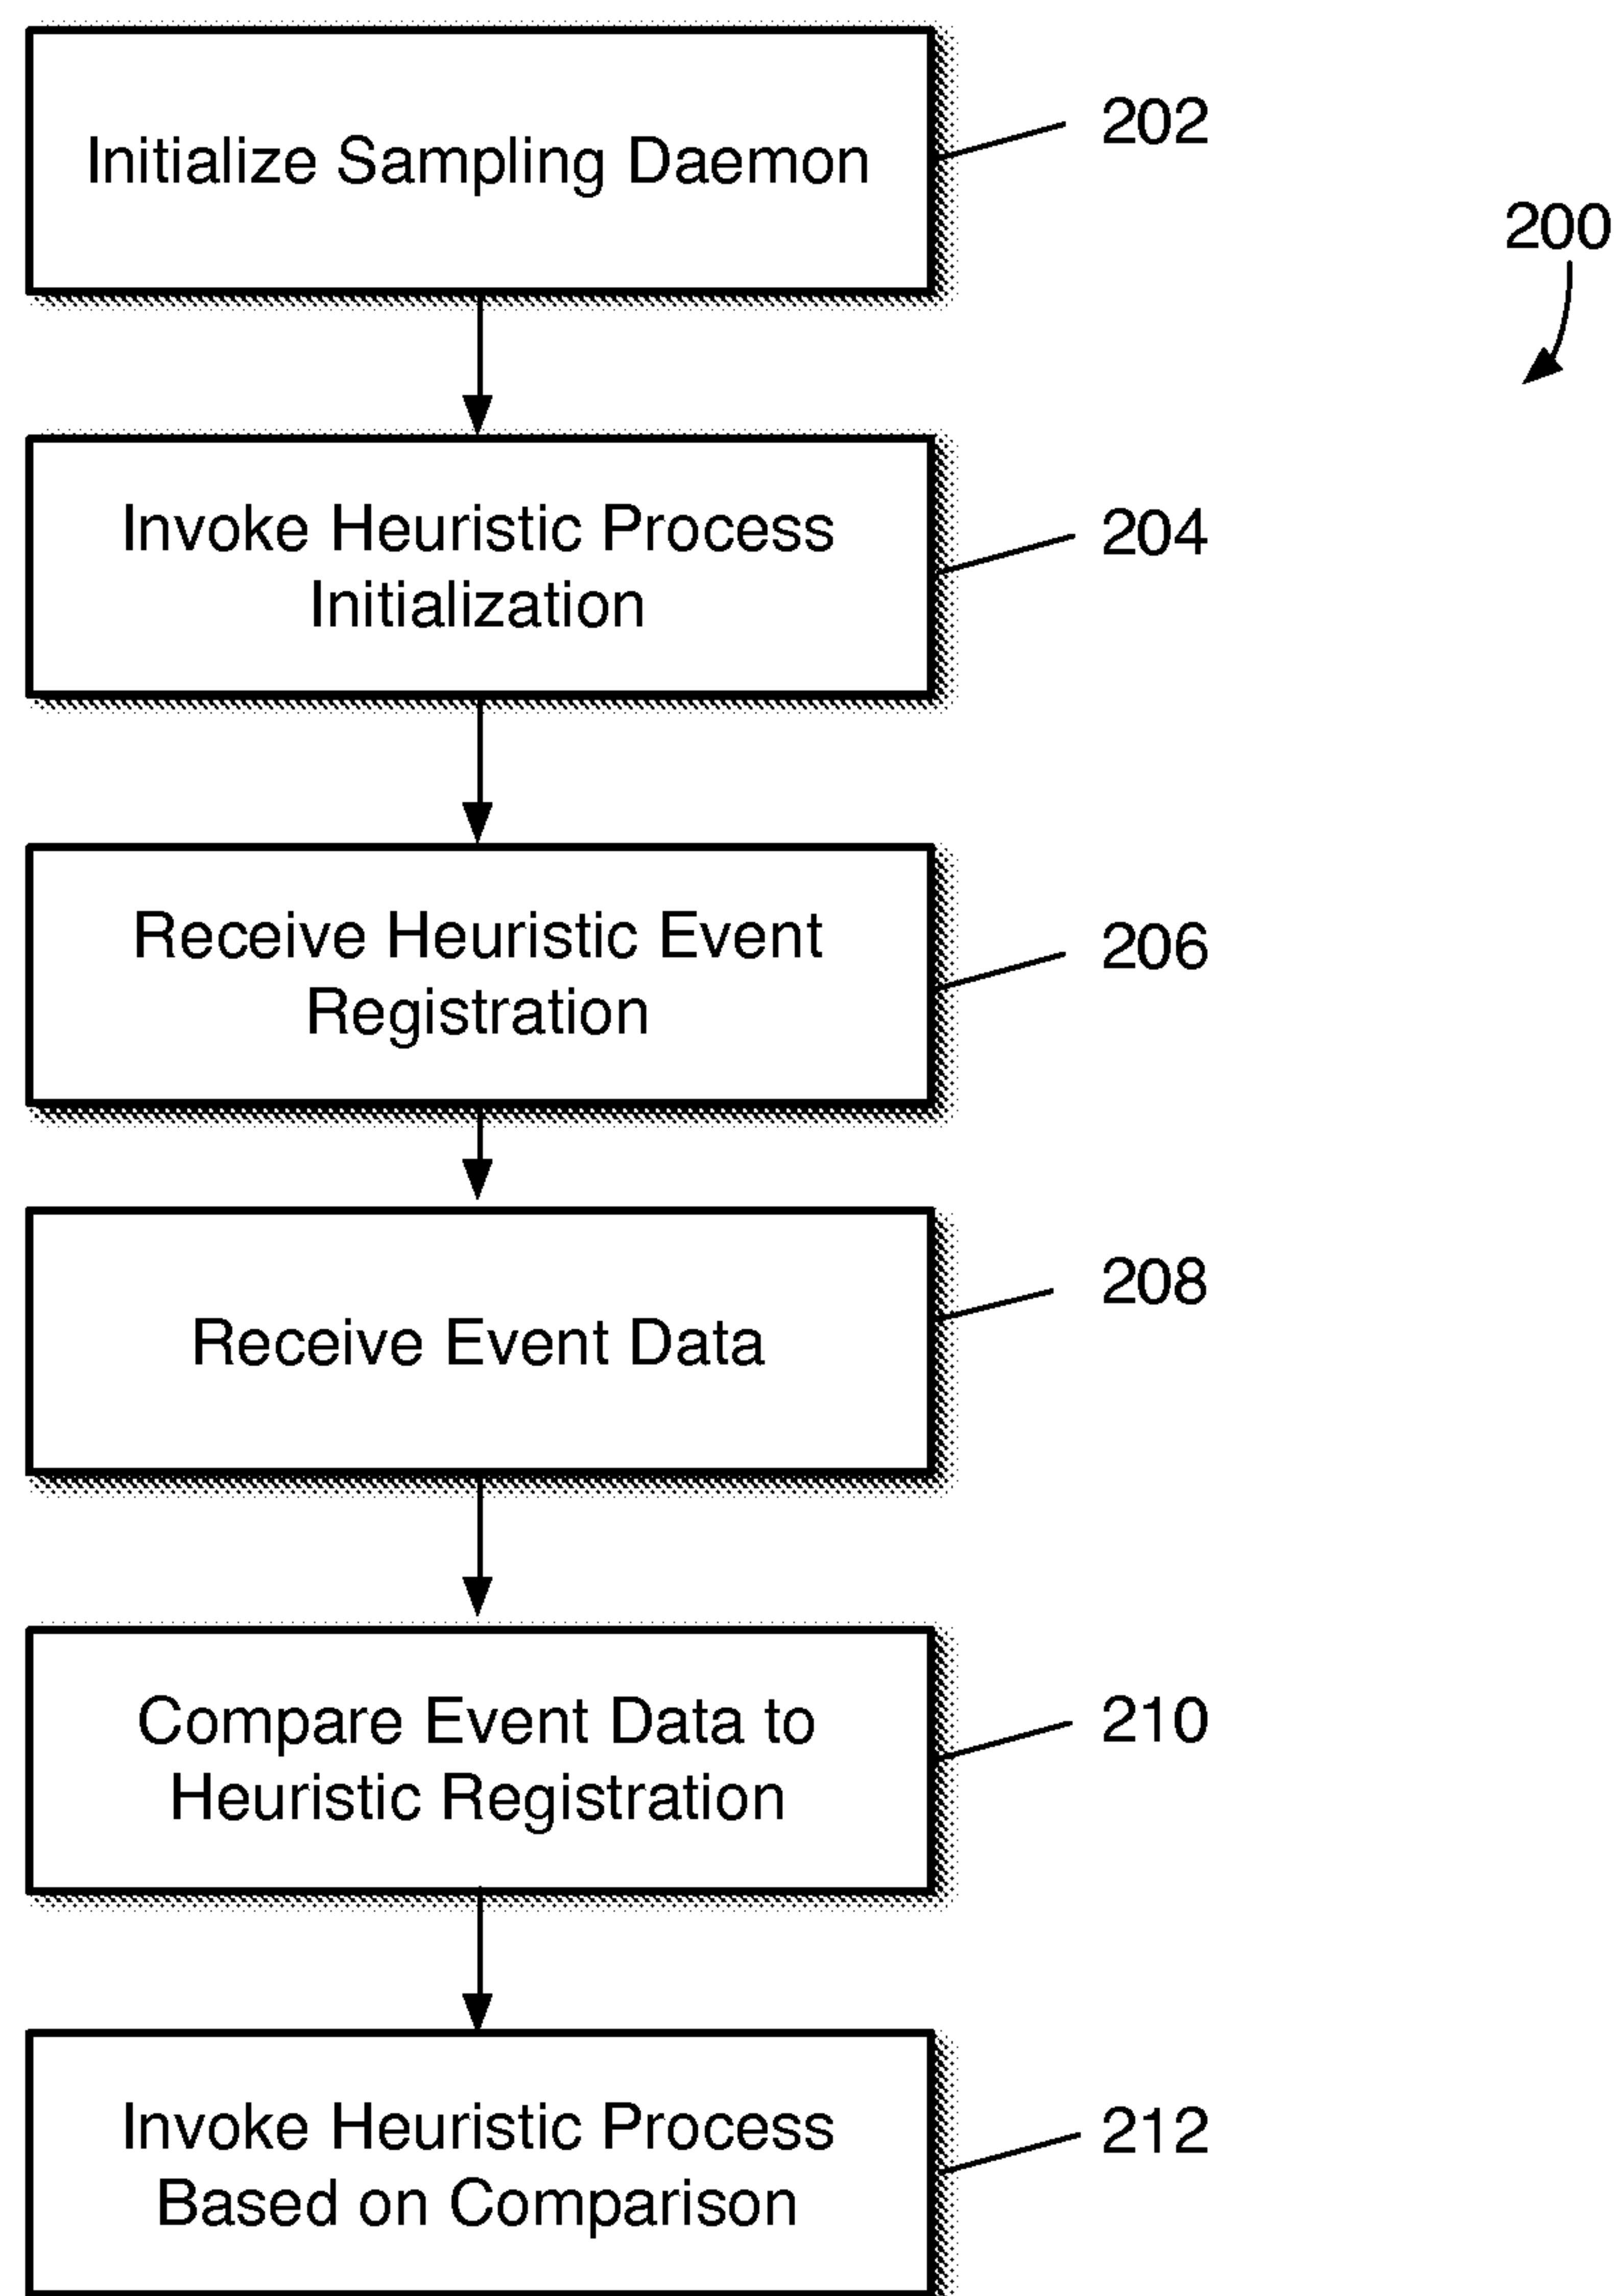 Initialize Sampling Daemon
202
200
Invoke Heuristic Process
Initialization
204
Receive Heuristic Event
Registration
206
Receive Event Data
208
Compare Event Data to
Heuristic Registration
210
Invoke Heuristic Process
Based on Comparison
212